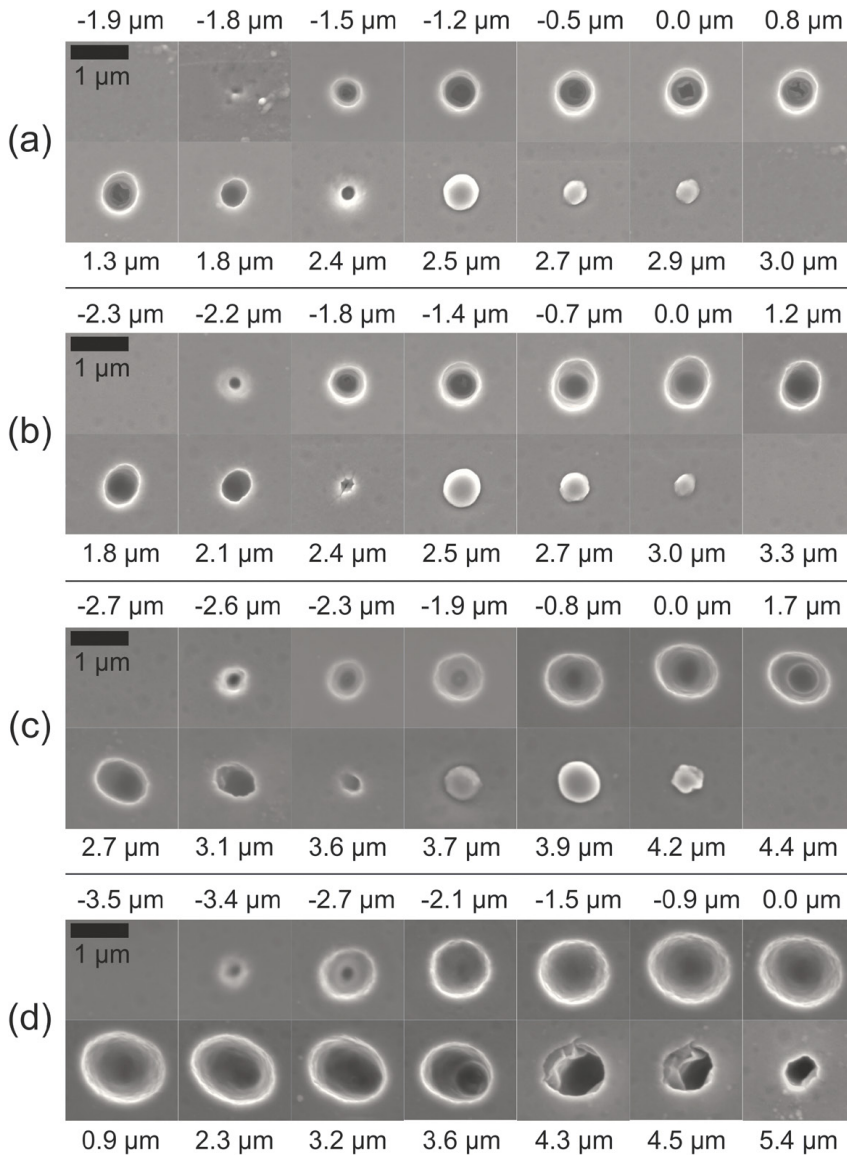 -1.9 µm -1.8 µm -1.5 µm -1.2 µm -0.5 µm 0.0 µm 0.8 µm
1 µm
(a)
1.3 µm 1.8 µm 2.4 µm 2.5 µm 2.7 µm 2.9 µm 3.0 µm
-2.3 µm -2.2 µm -1.8 µm -1.4 µm -0.7 µm 0.0 µm 1.2 µm
1 µm
(b)
1.8 µm 2.1 µm 2.4 µm 2.5 µm 2.7 µm 3.0 µm 3.3 µm
-2.7 µm -2.6 µm -2.3 µm -1.9 µm -0.8 µm 0.0 µm 1.7 µm
1 µm
(c)
2.7 µm 3.1 µm 3.6 µm 3.7 µm 3.9 µm 4.2 µm 4.4 µm
-3.5 µm -3.4 µm -2.7 µm -2.1 µm -1.5 µm -0.9 µm 0.0 µm
1 µm
(d)
0.9 µm 2.3 µm 3.2 µm 3.6 µm 4.3 µm 4.5 µm 5.4 µm